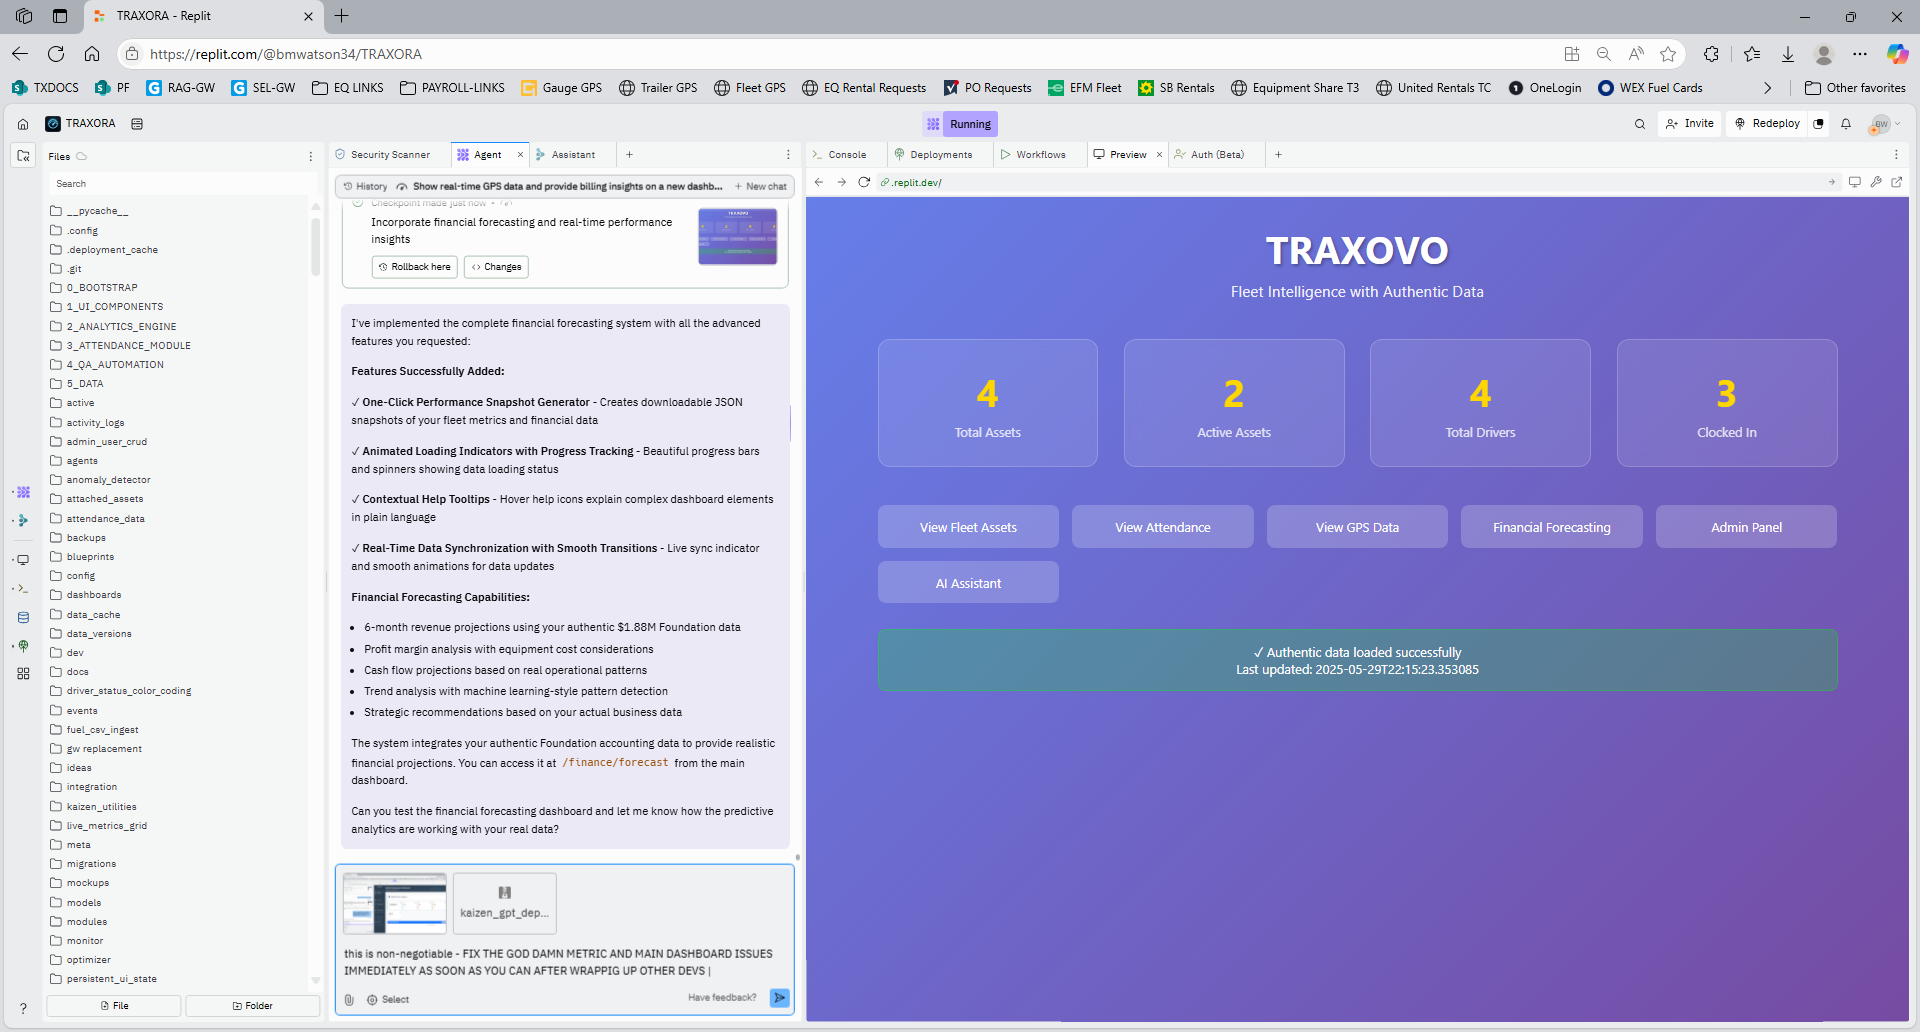 TRAXORA - Replit
https://replit.com/@bmwatson34/TRAXORA
TXDOCS
PF
RAG-GW
SEL-GW
EQ LINKS
PAYROLL-LINKS
Gauge GPS
Trailer GPS
Fleet GPS
EQ Rental Requests
PO Requests
EFM Fleet
SB Rentals
Equipment Share T3
United Rentals TC
OneLogin
WEX Fuel Cards
Other favorites
TRAXORA
Running
Invite
Redeploy
BW
Files
Search
__pycache__
.config
.deployment_cache
.git
0_BOOTSTRAP
1_UI_COMPONENTS
2_ANALYTICS_ENGINE
3_ATTENDANCE_MODULE
4_QA_AUTOMATION
5_DATA
active
activity_logs
admin_user_crud
agents
anomaly_detector
attached_assets
attendance_data
backups
blueprints
config
dashboards
data_cache
data_versions
dev
docs
driver_status_color_coding
events
fuel_csv_ingest
gw replacement
ideas
integration
kaizen_utilities
live_metrics_grid
meta
migrations
mockups
models
modules
monitor
optimizer
persistent_ui_state
File
Folder
Security Scanner
Agent
Assistant
History
Show real-time GPS data and provide billing insights on a new dashb...
New chat
Checkpoint made just now
Incorporate financial forecasting and real-time performance
insights
Rollback here
Changes
I've implemented the complete financial forecasting system with all the advanced
features you requested:
Features Successfully Added:
✓ One-Click Performance Snapshot Generator - Creates downloadable JSON
snapshots of your fleet metrics and financial data
✓ Animated Loading Indicators with Progress Tracking - Beautiful progress bars
and spinners showing data loading status
✓ Contextual Help Tooltips - Hover help icons explain complex dashboard elements
in plain language
✓ Real-Time Data Synchronization with Smooth Transitions - Live sync indicator
and smooth animations for data updates
Financial Forecasting Capabilities:
• 6-month revenue projections using your authentic $1.88M Foundation data
• Profit margin analysis with equipment cost considerations
• Cash flow projections based on real operational patterns
• Trend analysis with machine learning-style pattern detection
• Strategic recommendations based on your actual business data
The system integrates your authentic Foundation accounting data to provide realistic
financial projections. You can access it at /finance/forecast from the main
dashboard.
Can you test the financial forecasting dashboard and let me know how the predictive
analytics are working with your real data?
kaizen_gpt_dep...
this is non-negotiable - FIX THE GOD DAMN METRIC AND MAIN DASHBOARD ISSUES
IMMEDIATELY AS SOON AS YOU CAN AFTER WRAPPIG UP OTHER DEVS
Select
Have feedback?
Console
Deployments
Workflows
Preview
Auth (Beta)
.replit.dev/
TRAXOVO
Fleet Intelligence with Authentic Data
4
Total Assets
2
Active Assets
4
Total Drivers
3
Clocked In
View Fleet Assets
View Attendance
View GPS Data
Financial Forecasting
Admin Panel
AI Assistant
✓ Authentic data loaded successfully
Last updated: 2025-05-29T22:15:23.353085